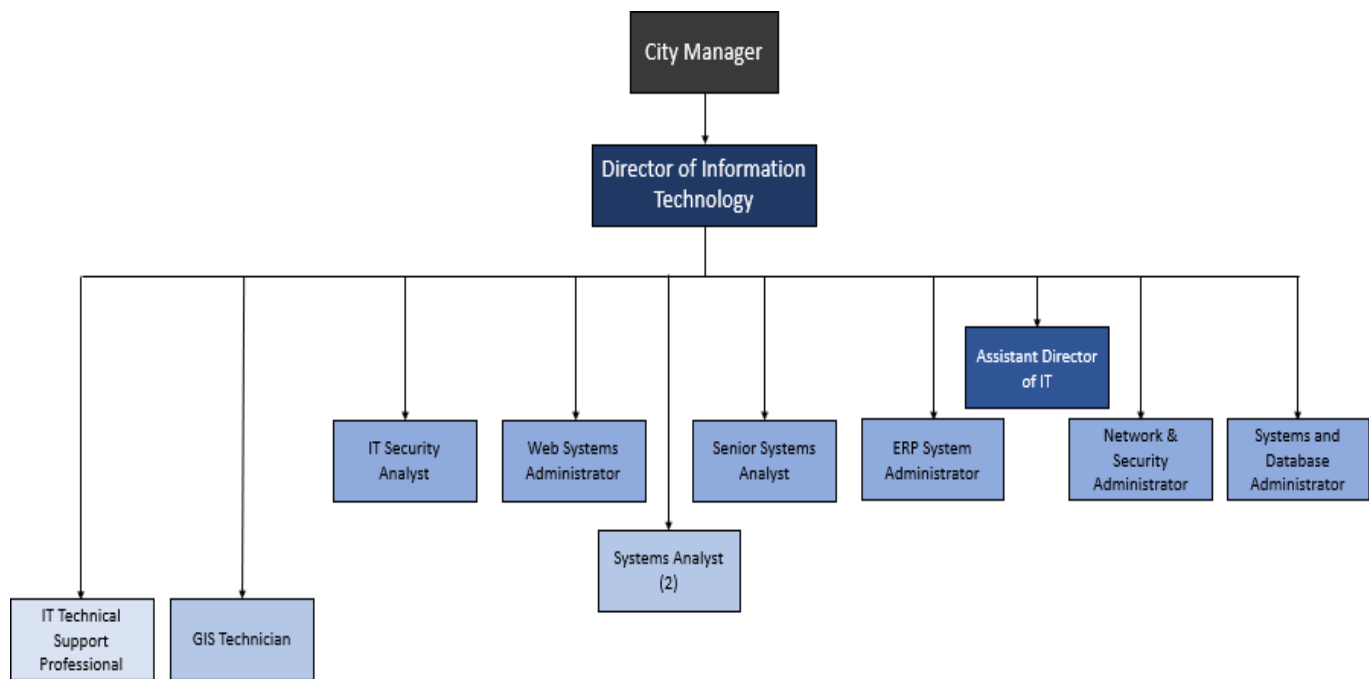 City Manager
Director of Information
Technology
Assistant Director
of IT
IT Security
Analyst
Web Systems
Administrator
Senior Systems
Analyst
ERP System
Administrator
Network &
Security
Administrator
Systems and
Database
Administrator
Systems Analyst
(2)
IT Technical
Support
Professional
GIS Technician